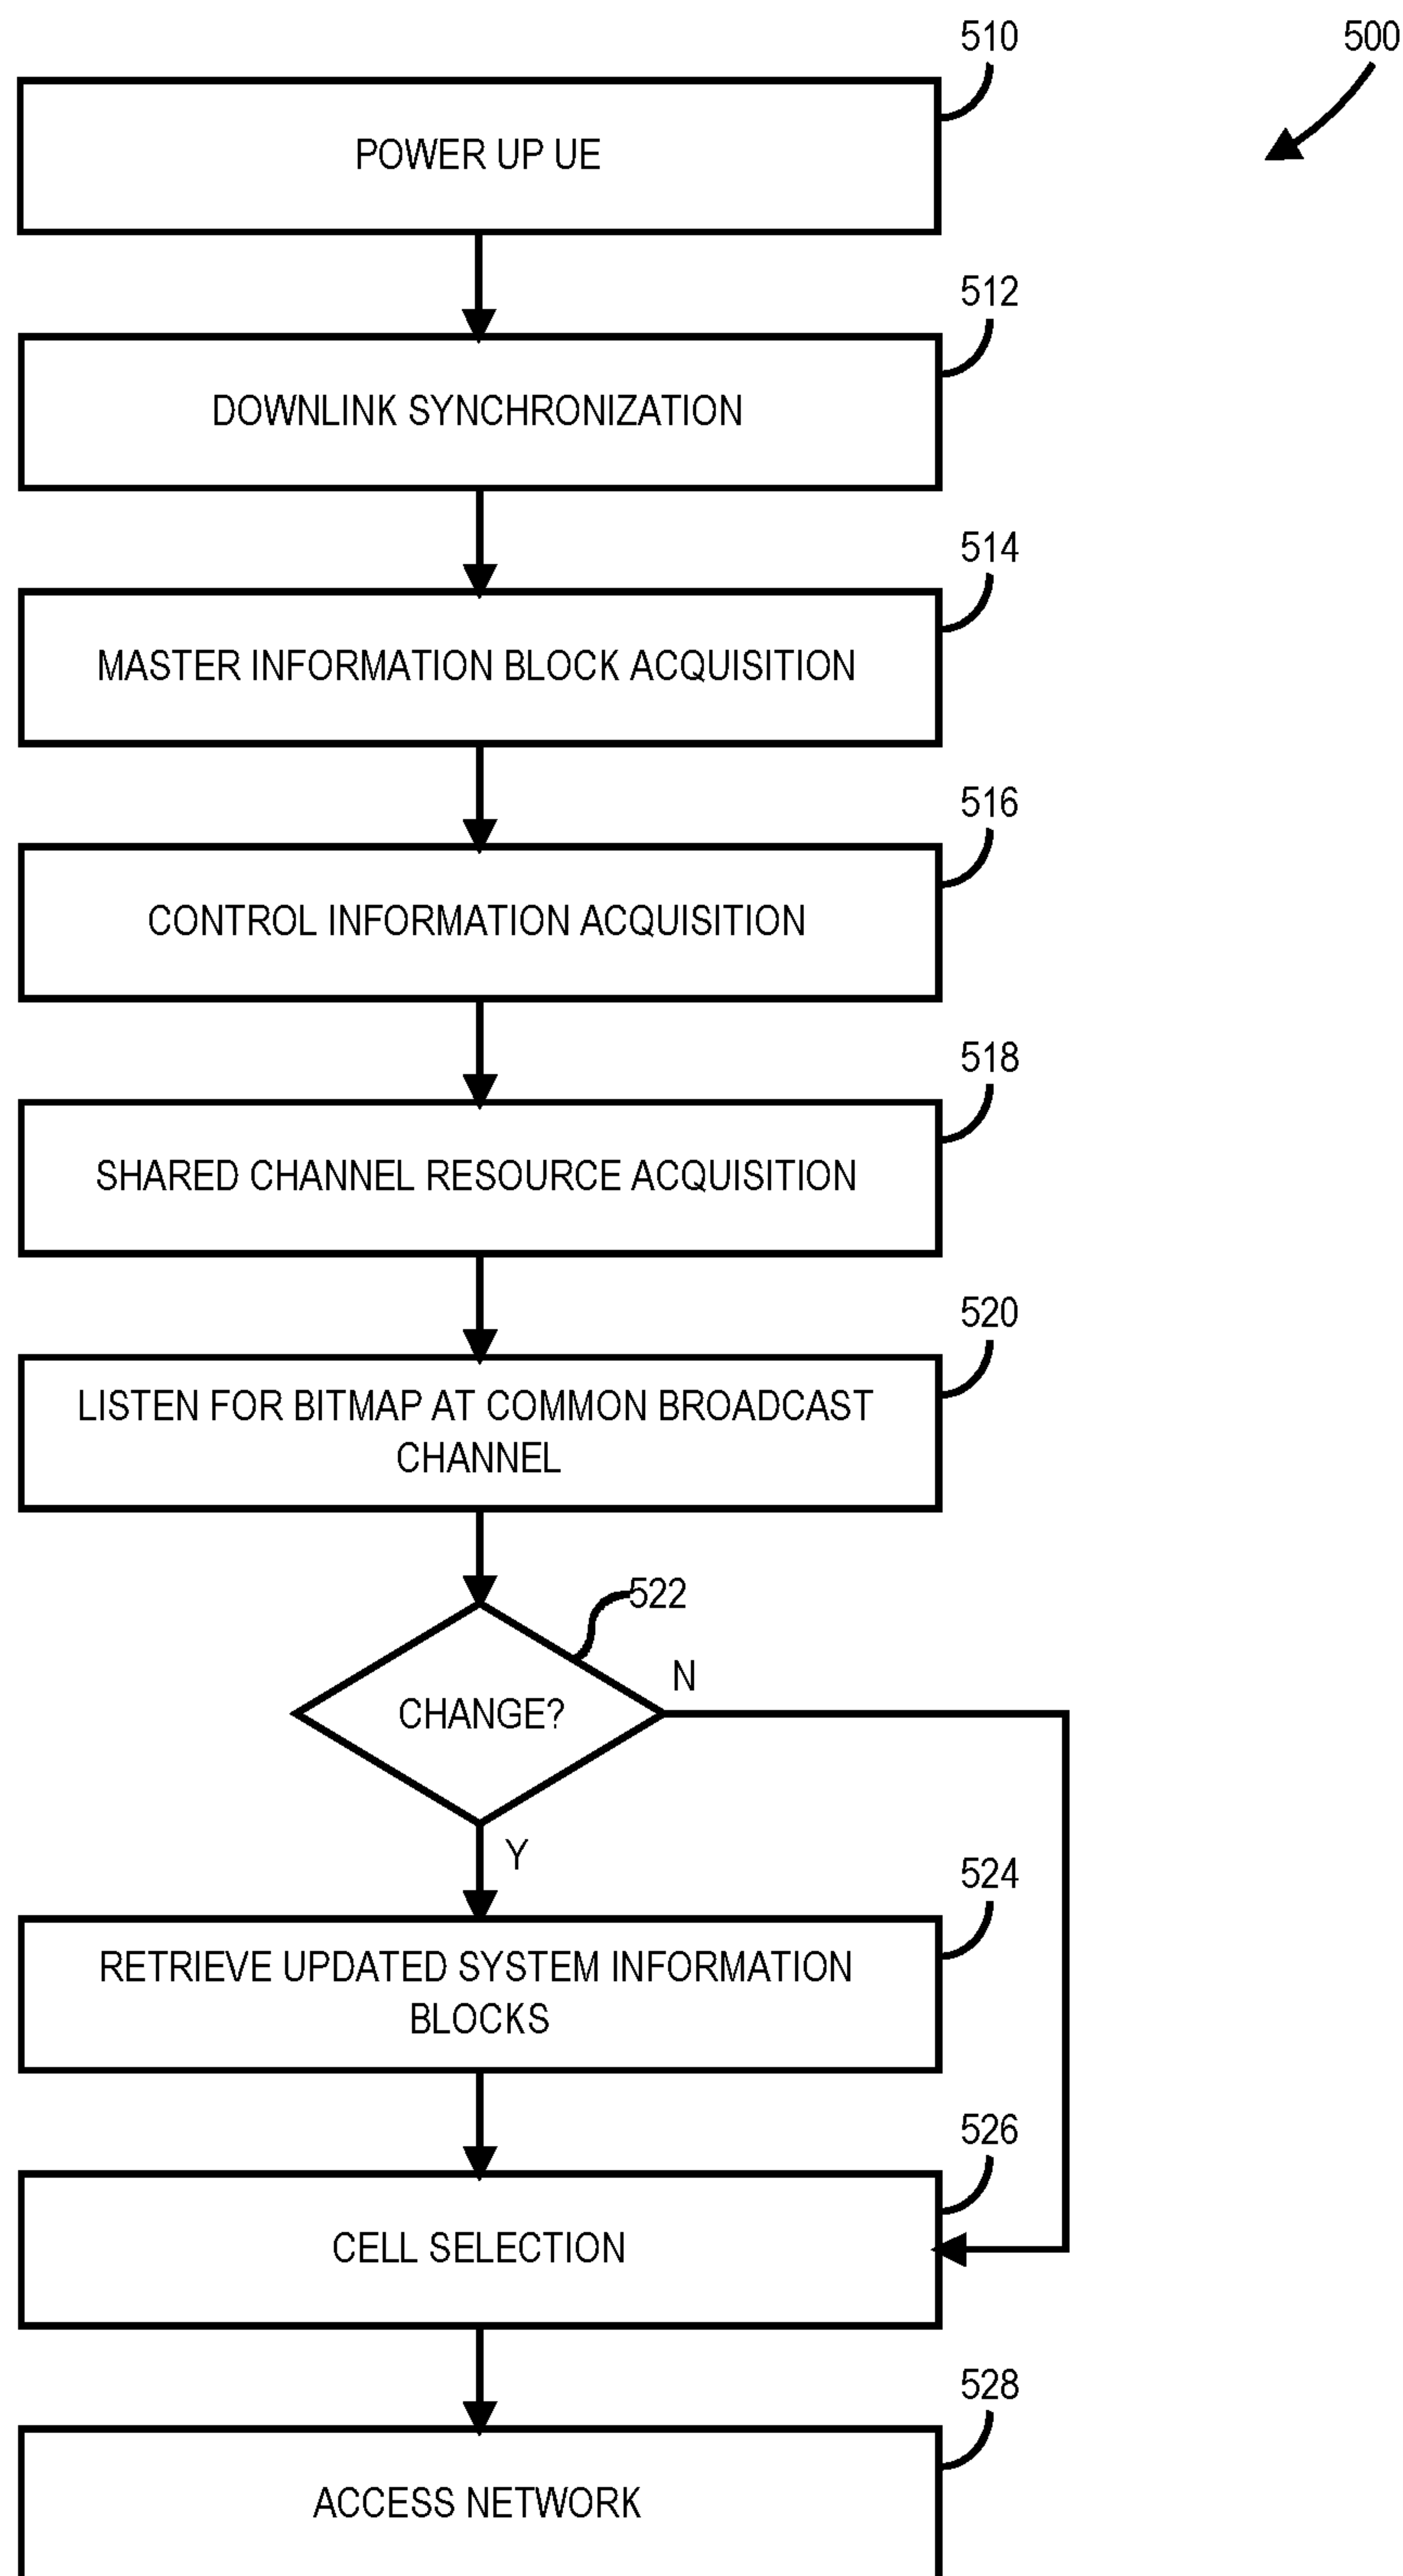 510
500
POWER UP UE
512
DOWNLINK SYNCHRONIZATION
514
MASTER INFORMATION BLOCK ACQUISITION
516
CONTROL INFORMATION ACQUISITION
518
SHARED CHANNEL RESOURCE ACQUISITION
520
LISTEN FOR BITMAP AT COMMON BROADCAST
CHANNEL
522
N
CHANGE?
Y
524
RETRIEVE UPDATED SYSTEM INFORMATION
BLOCKS
526
CELL SELECTION
528
ACCESS NETWORK